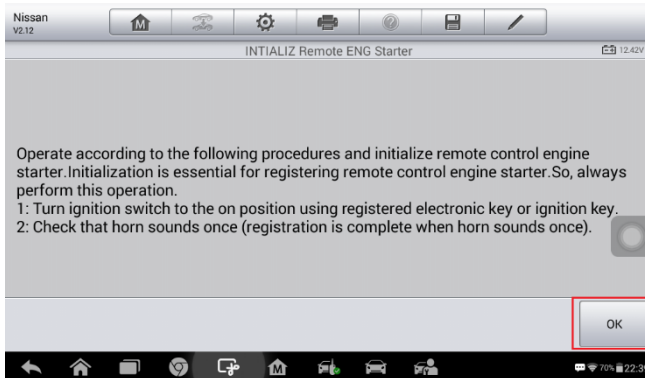 Nissan
V2.12
INTIALIZ Remote ENG Starter
12.42V
Operate according to the following procedures and initialize remote control engine
starter.Initialization is essential for registering remote control engine starter.So, always
perform this operation.
1: Turn ignition switch to the on position using registered electronic key or ignition key.
2: Check that horn sounds once (registration is complete when horn sounds once).
OK
70%